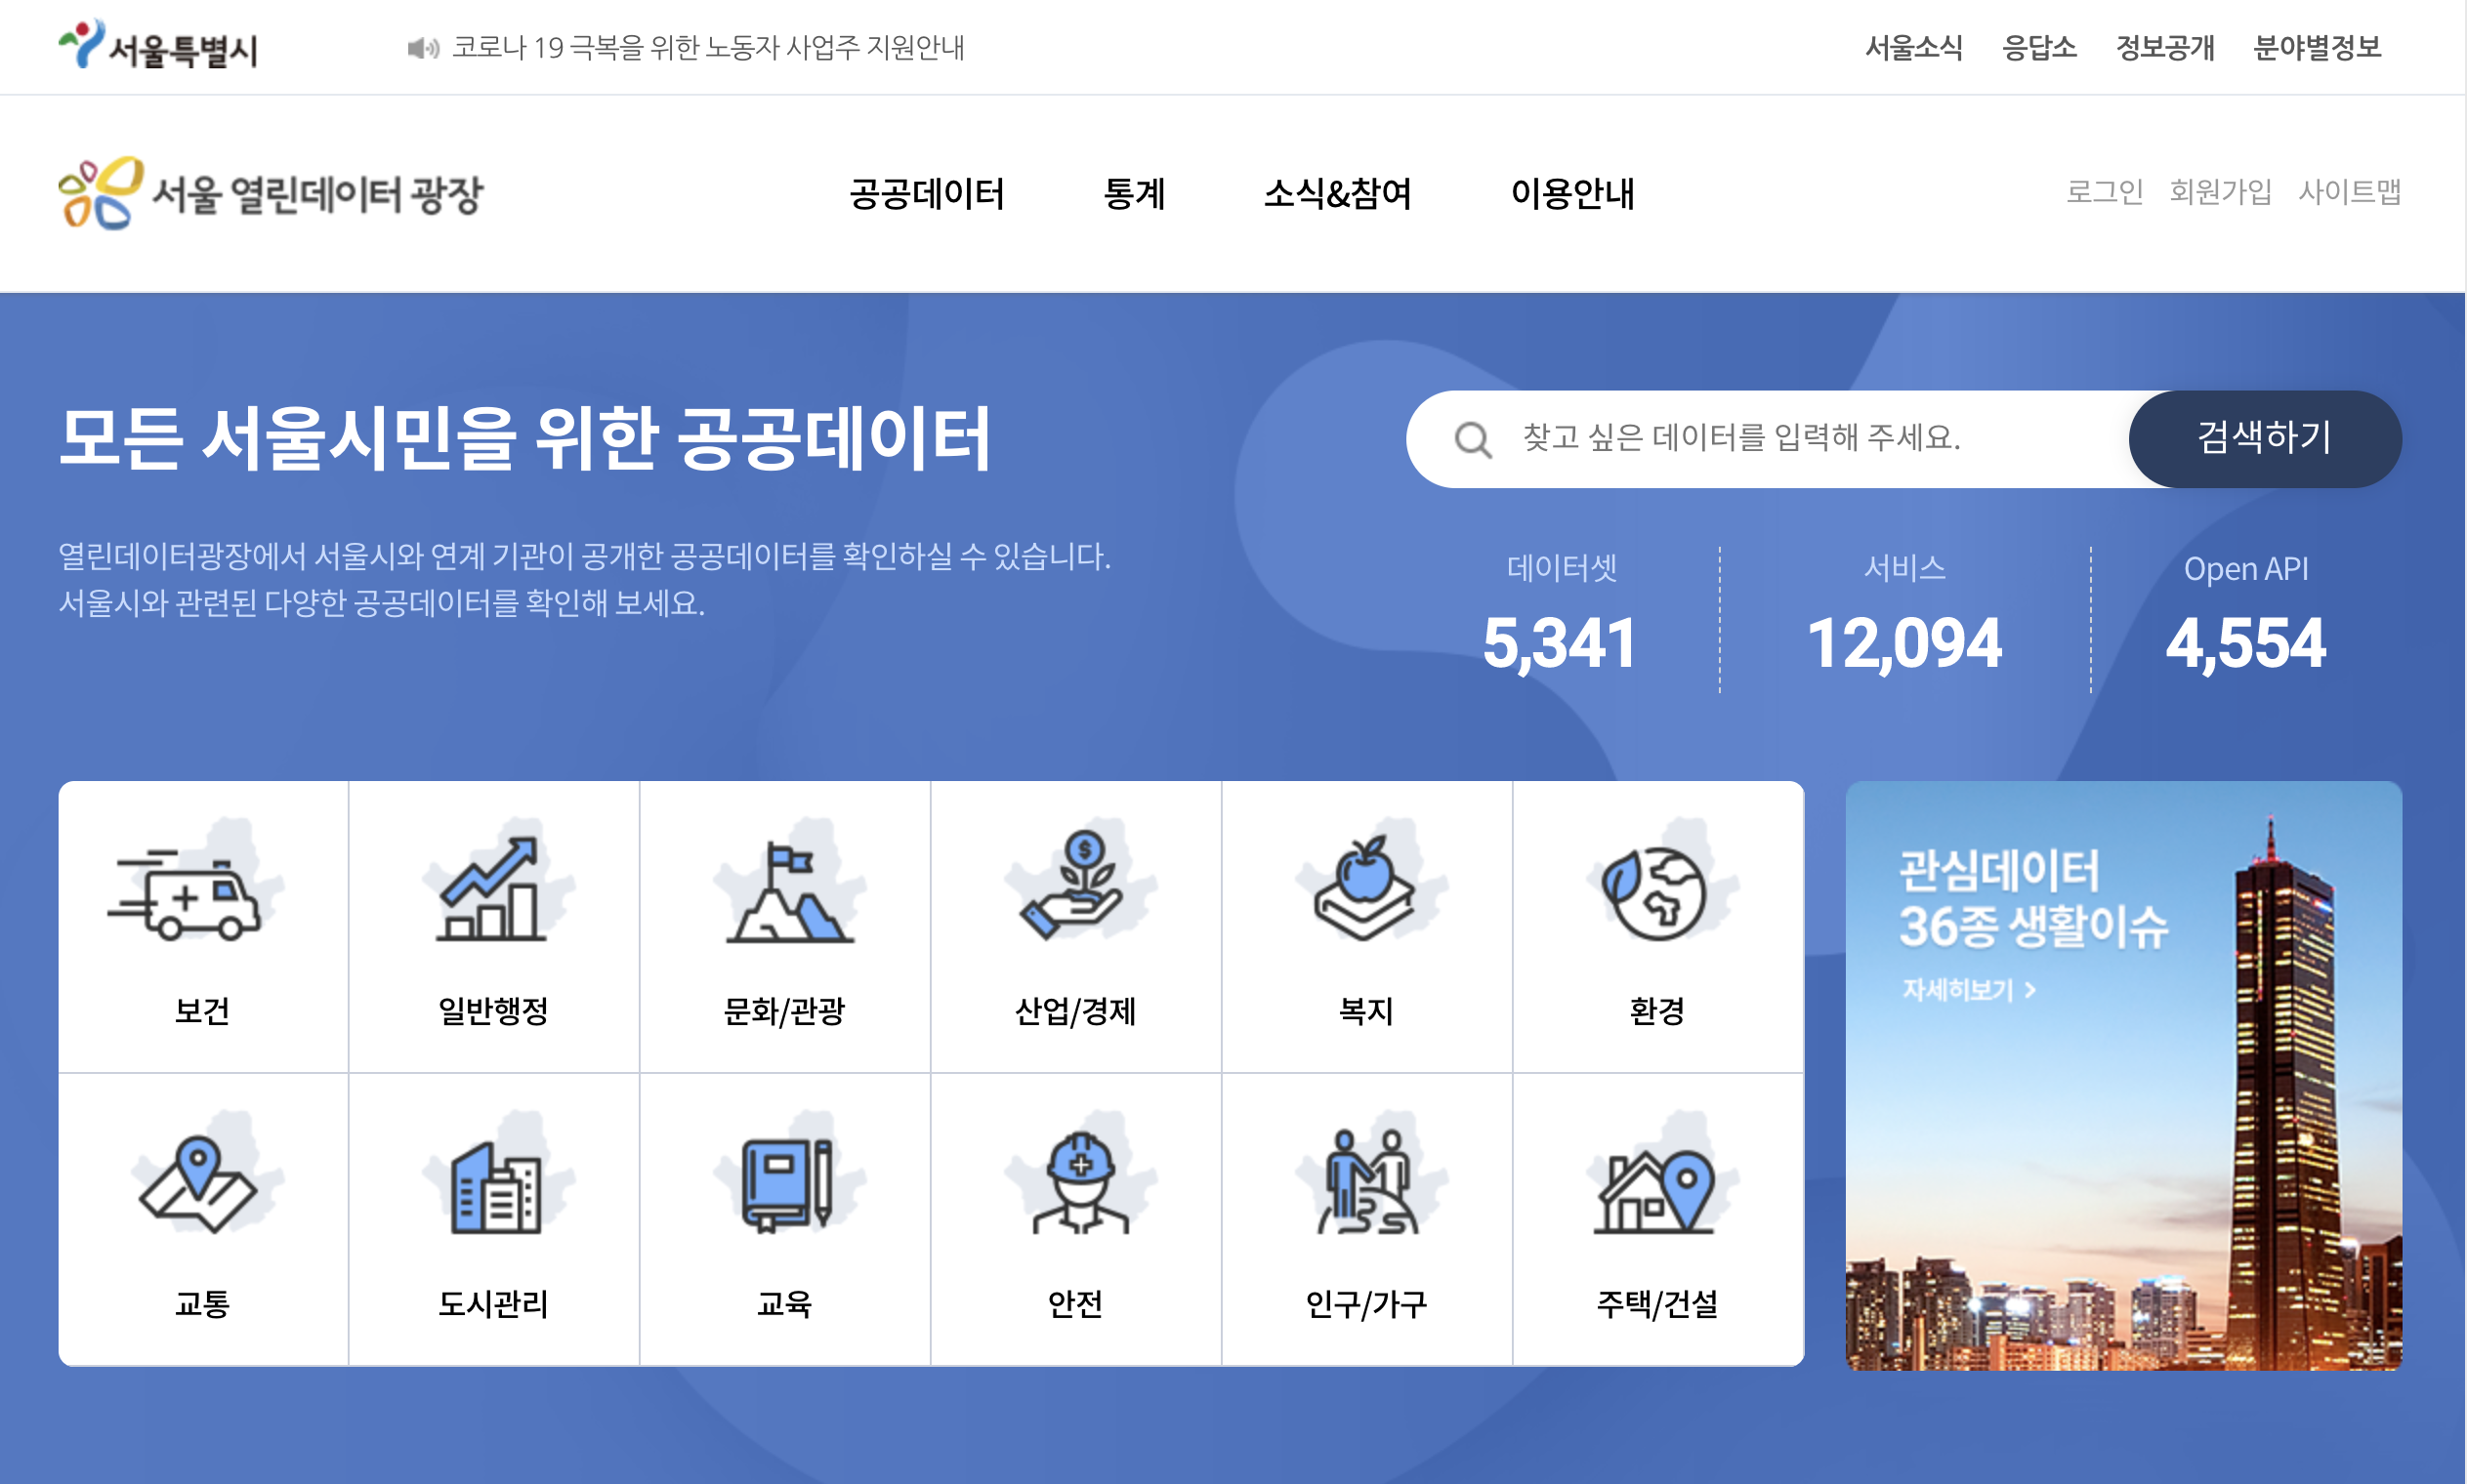 서울특별시
코로나 19 극복을 위한 노동자 사업주 지원안내
서울소식 응답소 정보공개 분야별정보
서울 열린데이터 광장
공공데이터 통계 소식&참여 이용안내
로그인 회원가입 사이트맵
모든 서울시민을 위한 공공데이터
찾고 싶은 데이터를 입력해 주세요.
검색하기
열린데이터광장에서 서울시와 연계 기관이 공개한 공공데이터를 확인하실 수 있습니다.
서울시와 관련된 다양한 공공데이터를 확인해 보세요.
데이터셋 서비스 Open API
5,341 12,094 4,554
보건 일반행정 문화/관광 산업/경제 복지 환경
교통 도시관리 교육 안전 인구/가구 주택/건설
관심데이터
36종 생활이슈
자세히보기 >